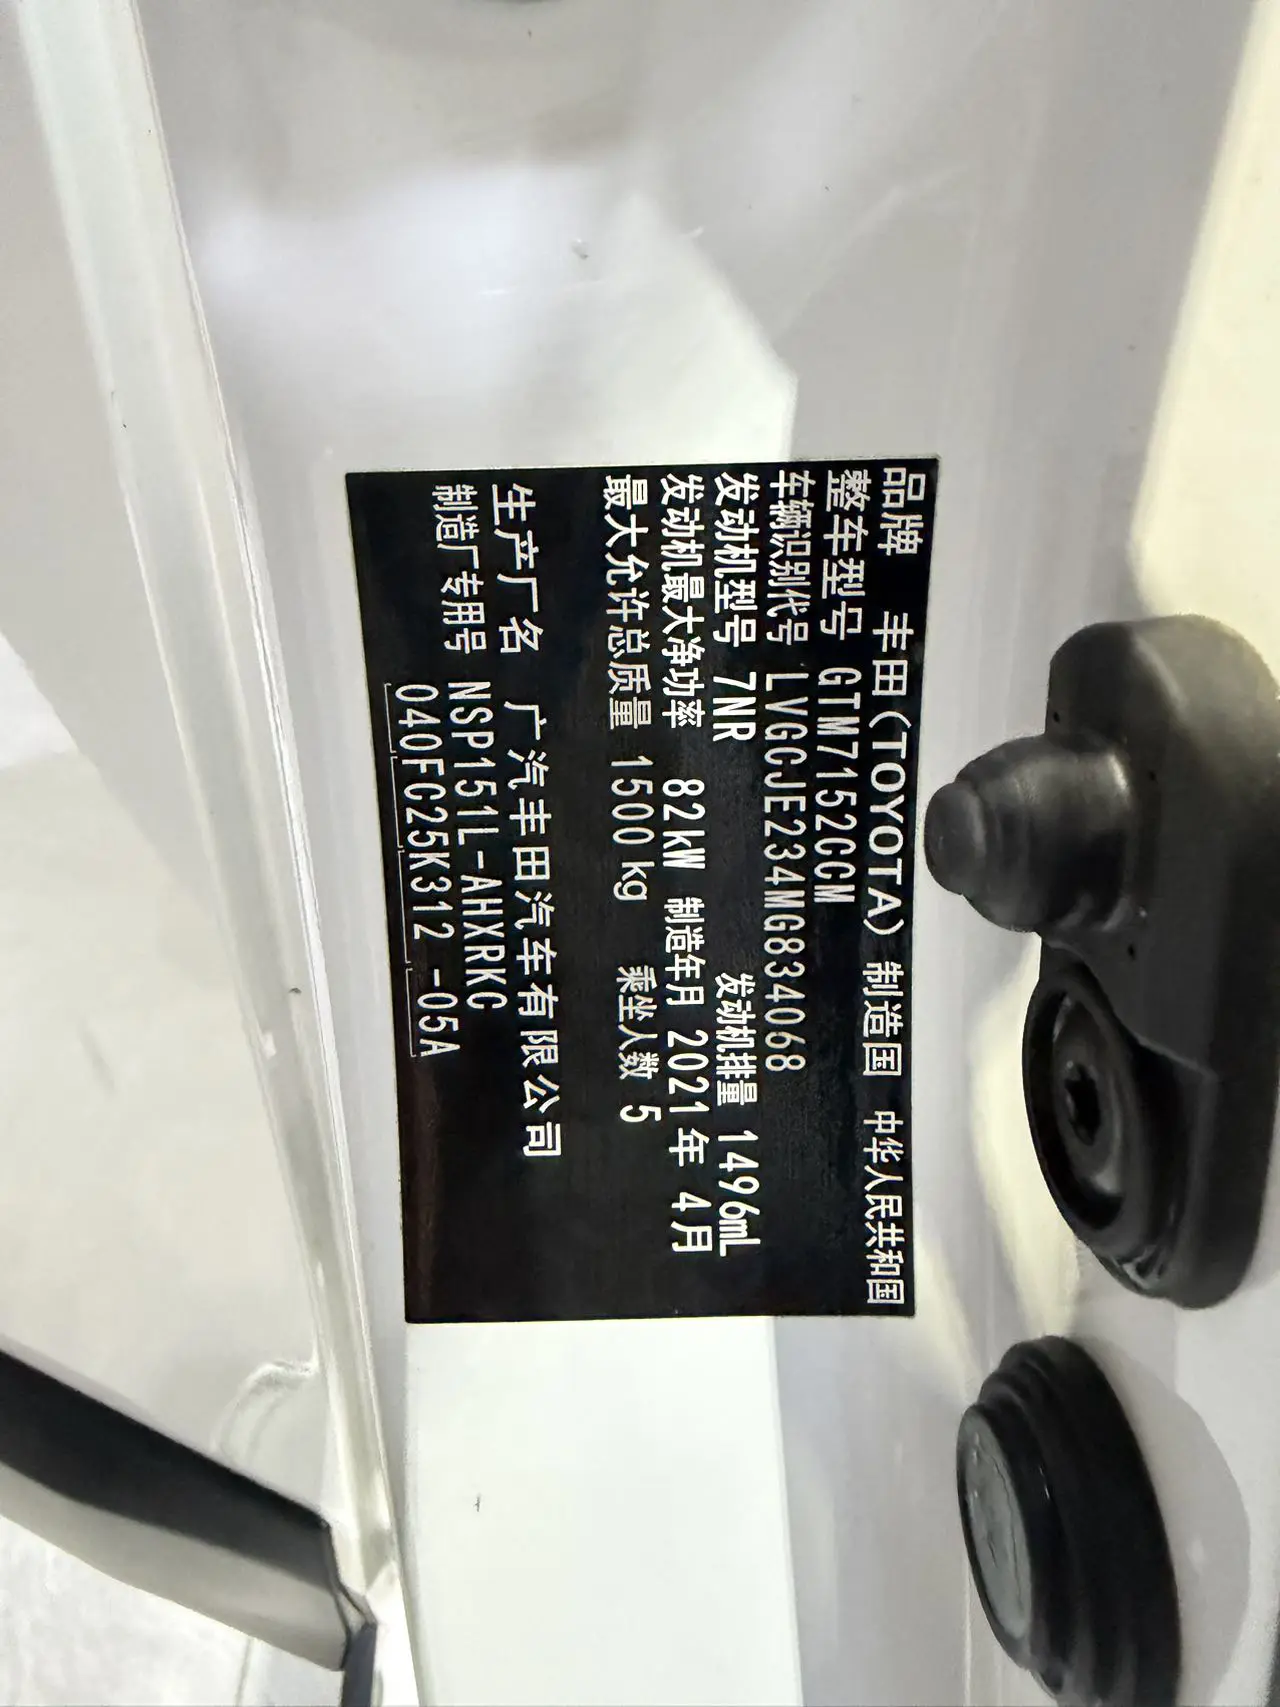 品牌 丰田(TOYOTA) 制造国 中华人民共和国
整车型号 GTM7152CCM
车辆识别代号 LVGCJE234MG834068
发动机型号 7NR 发动机排量 1496mL
发动机最大净功率 82kW 制造年月 2021年 4月
最大允许总质量 1500kg 乘坐人数 5
生产厂名 广汽丰田汽车有限公司
制造厂专用号 NSP151L-AHXRKC
040FC25K312 -05A